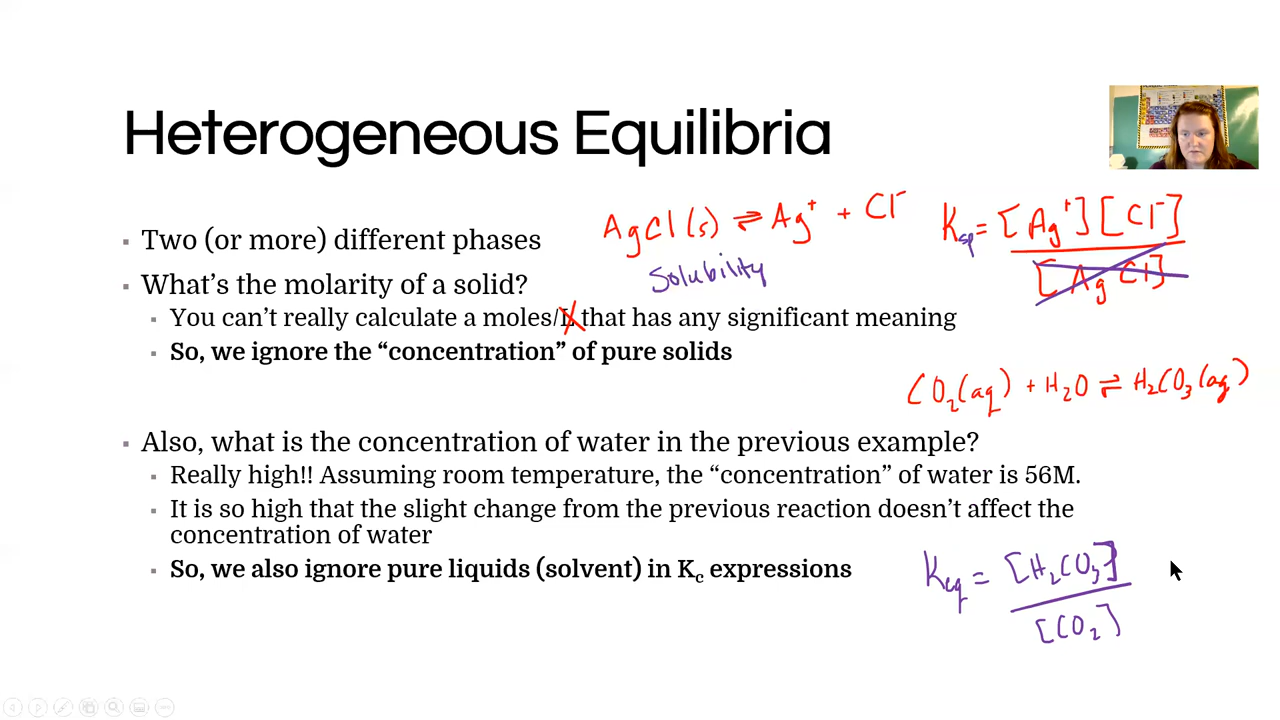 Heterogeneous Equilibria
AgCl(s) ⇌ Ag⁺ + Cl⁻
Ksp = [Ag⁺][Cl⁻]
[AgCl]
▪ Two (or more) different phases
Solubility
▪ What's the molarity of a solid?
▪ You can't really calculate a moles/L that has any significant meaning
▪ So, we ignore the “concentration” of pure solids
CO₂(aq) + H₂O ⇌ H₂CO₃(aq)
▪ Also, what is the concentration of water in the previous example?
▪ Really high!! Assuming room temperature, the “concentration” of water is 56M.
▪ It is so high that the slight change from the previous reaction doesn't affect the
concentration of water
▪ So, we also ignore pure liquids (solvent) in Kc expressions
Keq = [H₂CO₃]
[CO₂]